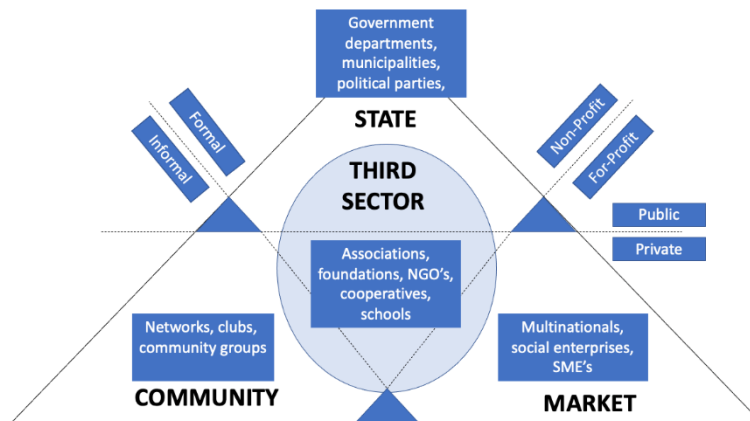 Government
departments,
municipalities,
political parties,
STATE
Formal
Informal
Non-Profit
For-Profit
THIRD
SECTOR
Public
Private
Associations,
foundations, NGO's,
cooperatives,
schools
Networks, clubs,
community groups
COMMUNITY
Multinationals,
social enterprises,
SME's
MARKET